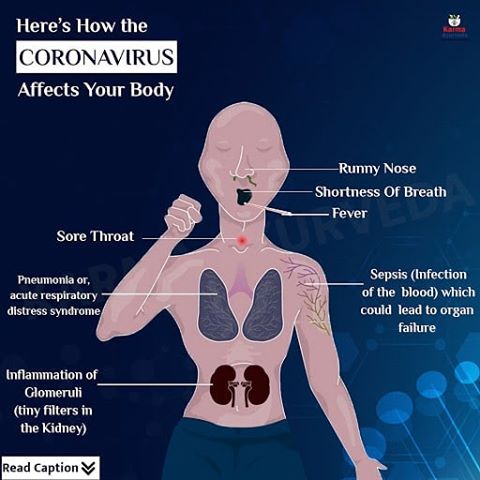 Here's How the
CORONAVIRUS
Affects Your Body
Karma
Ayurveda
Runny Nose
Shortness Of Breath
Fever
Sore Throat
Pneumonia or,
acute respiratory
distress syndrome
Sepsis (Infection
of the blood) which
could lead to organ
failure
Inflammation of
Glomeruli
(tiny filters in
the Kidney)
Read Caption